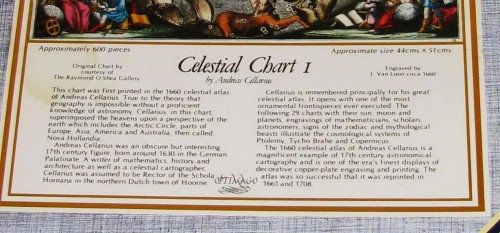 Approximately 600 pieces
Approximate size 44cms × 51cms
Original Chart by
courtesy of
The Raymond O'Shea Gallery
Celestial Chart I
by Andreas Cellarius
Engraved by
J. Van Loon circa 1660
This chart was first printed in the 1660 celestial atlas
of Andreas Cellarius. True to the theory that
geography is impossible without a proficient
knowledge of astronomy, Cellarius, in this chart,
superimposed the heavens upon a perspective of the
earth which includes the Arctic Circle, parts of
Europe, Asia, America and Australia, then called
Nova Hollandia.
Andreas Cellarius was an obscure but interesting
17th century figure, born around 1630 in the German
Palatinate. A writer of mathematics, history and
architecture as well as a celestial cartographer,
Cellarius was assumed to be Rector of the Schola
Hornana in the northern Dutch town of Hoorne
Cellarius is remembered principally for his great
celestial atlas. It opens with one of the most
ornamental frontispieces ever executed. The
following 29 charts with their sun, moon and
planets, engravings of mathematicians, scholars,
astronomers, signs of the zodiac and mythological
beasts illustrate the cosmological systems of
Ptolemy, Tycho Brahe and Copernicus.
The 1660 celestial atlas of Andreas Cellarius is a
magnificent example of 17th century astronomical
cartography and is one of the era's finest displays of
decorative copper-plate engraving and printing. The
atlas was so successful that it was reprinted in
1661 and 1708.
OPTIMAGO